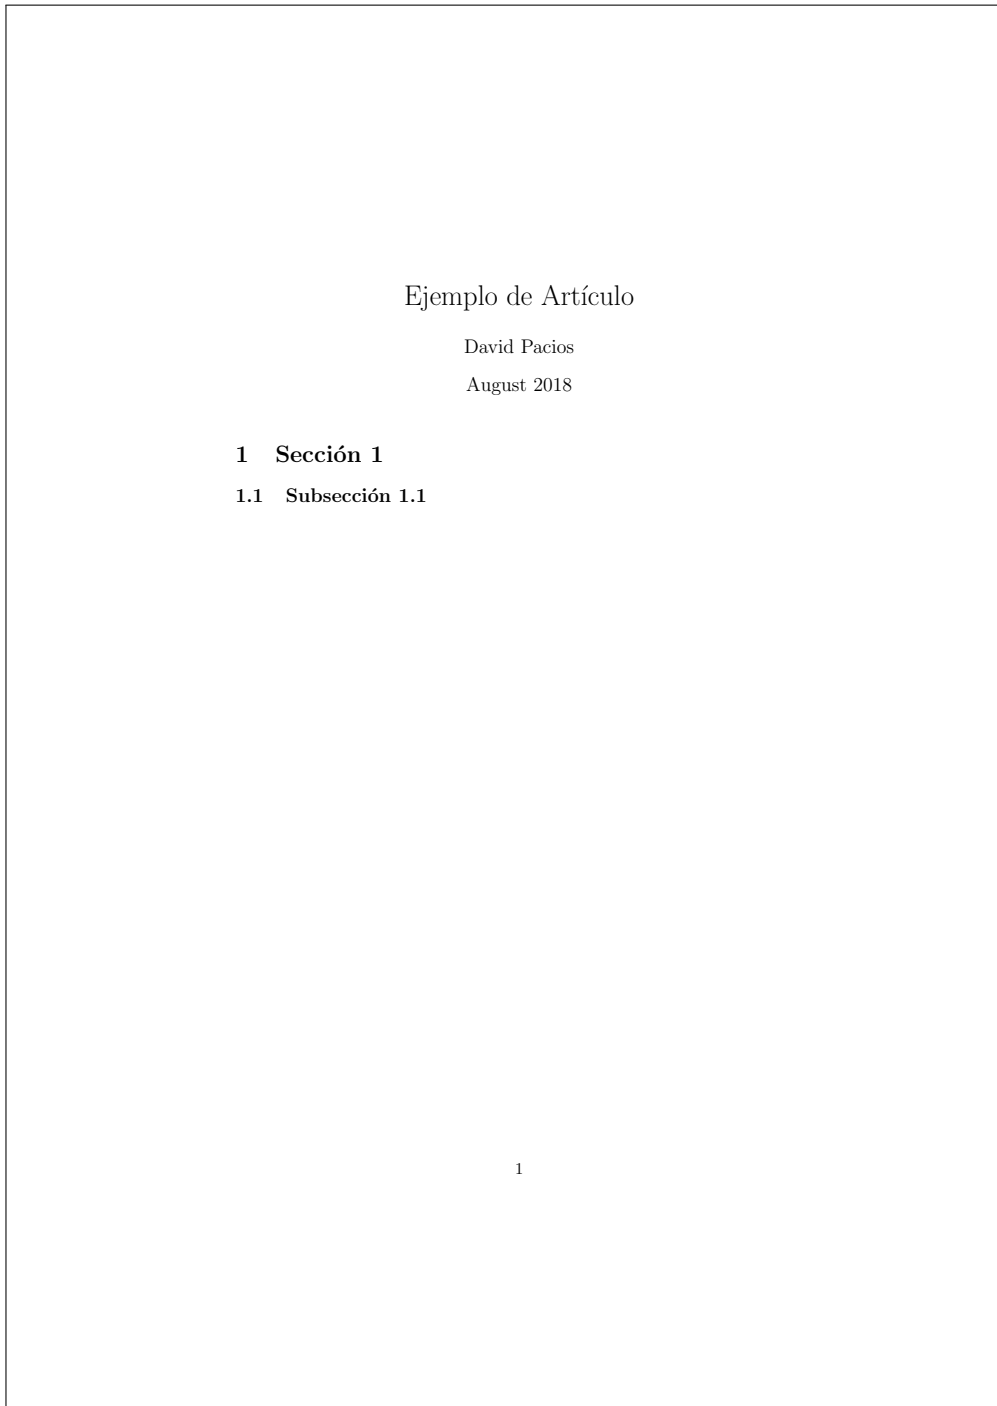 Ejemplo de Artículo
David Pacios
August 2018
1 Sección 1
1.1 Subsección 1.1
1